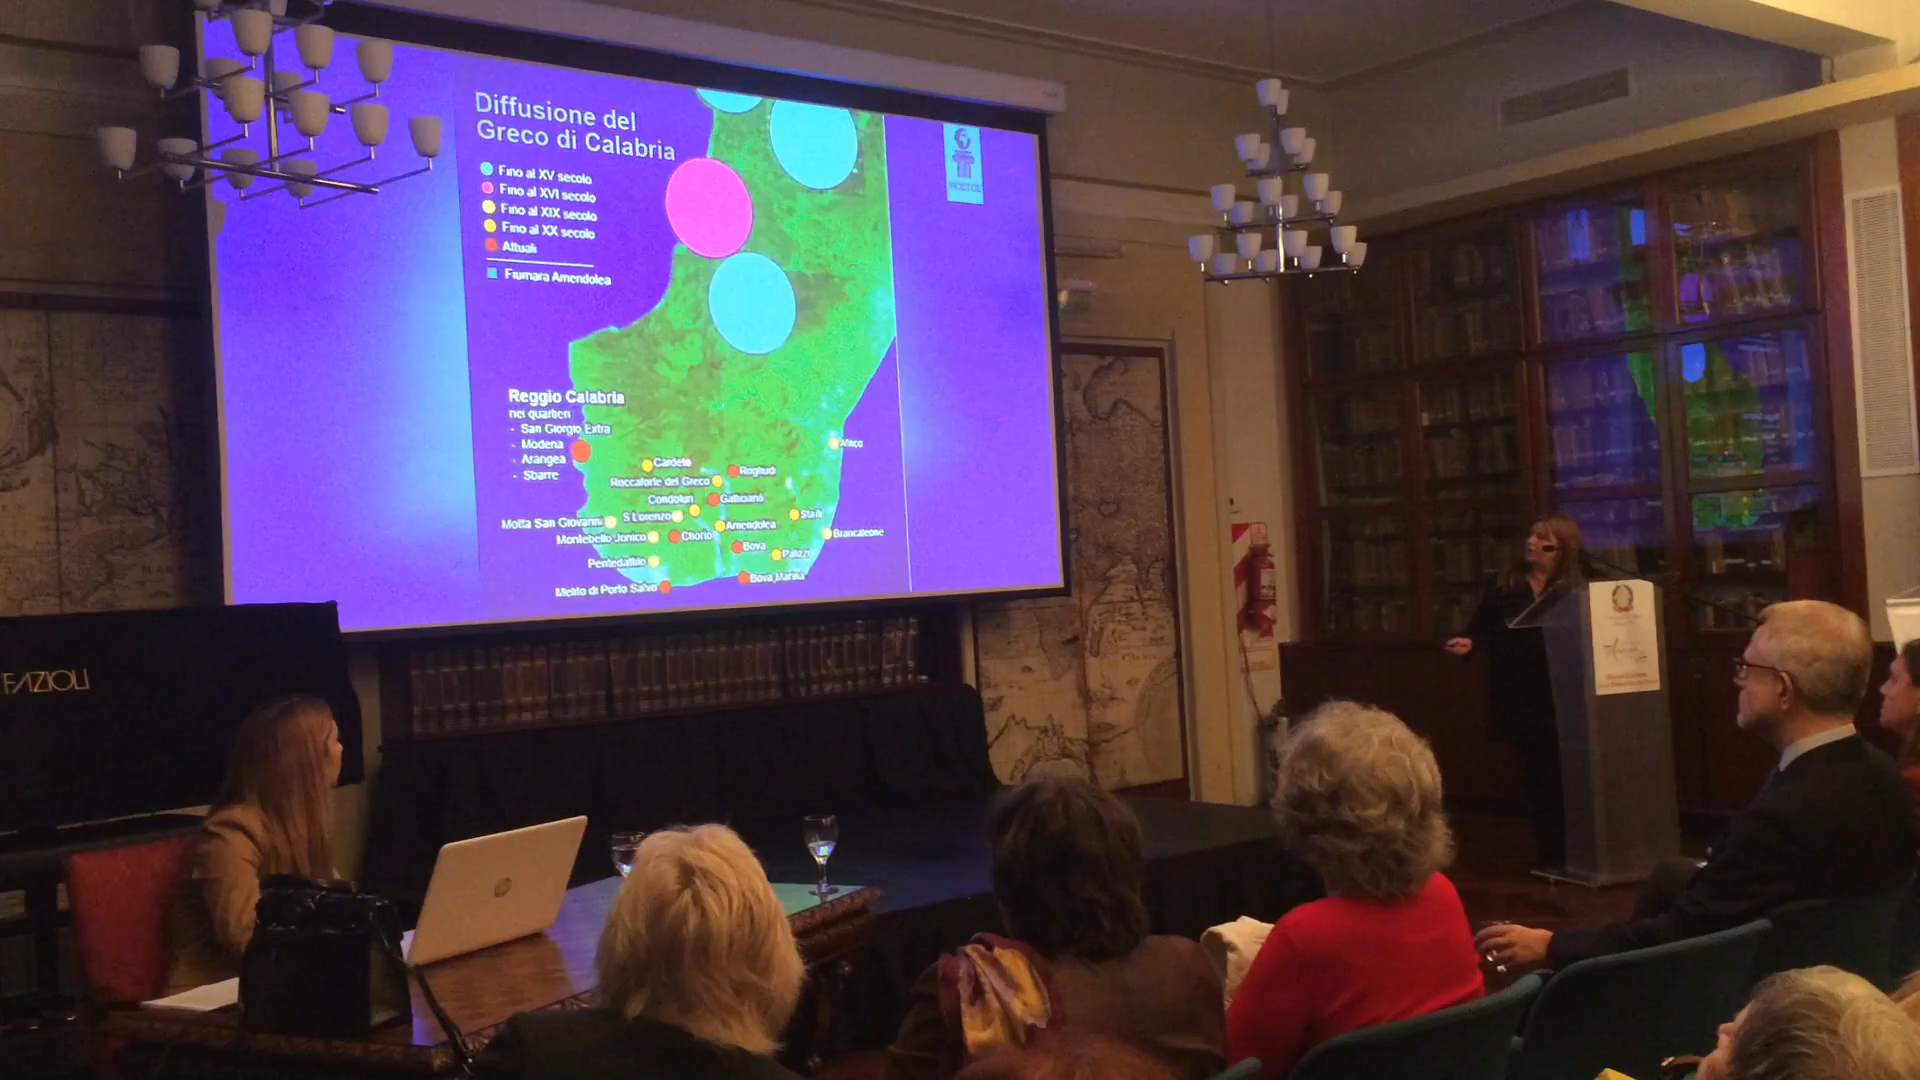 Diffusione del
Greco di Calabria
Fino al XV secolo
Fino al XVI secolo
Fino al XIX secolo
Fino al XX secolo
Attuali
Fiumara Amendolea
Reggio Calabria
nei quartieri
- San Giorgio Extra
- Modena
- Arangea
- Sbarre
Africo
Cardeto
Roghudi
Roccaforte del Greco
Condofuri
Gallicianò
Motta San Giovanni
S Lorenzo
Staiti
Amendolea
Montebello Jonico
Chorio
Brancaleone
Bova
Palizzi
Pentedattilo
Bova Marina
Melito di Porto Salvo
FAZIOLI
hp